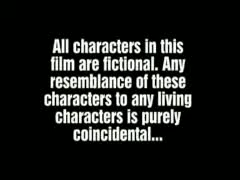 All characters in this
film are fictional. Any
resemblance of these
characters to any living
characters is purely
coincidental...